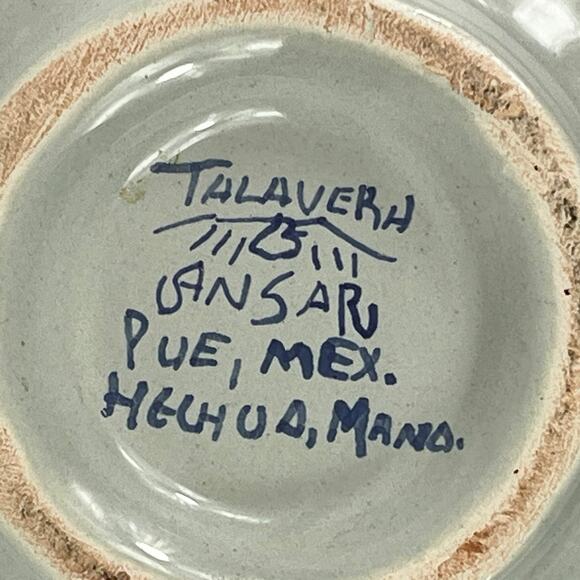 TALAVERA
ANSAR
PUE, MEX.
HECHO A, MANO.